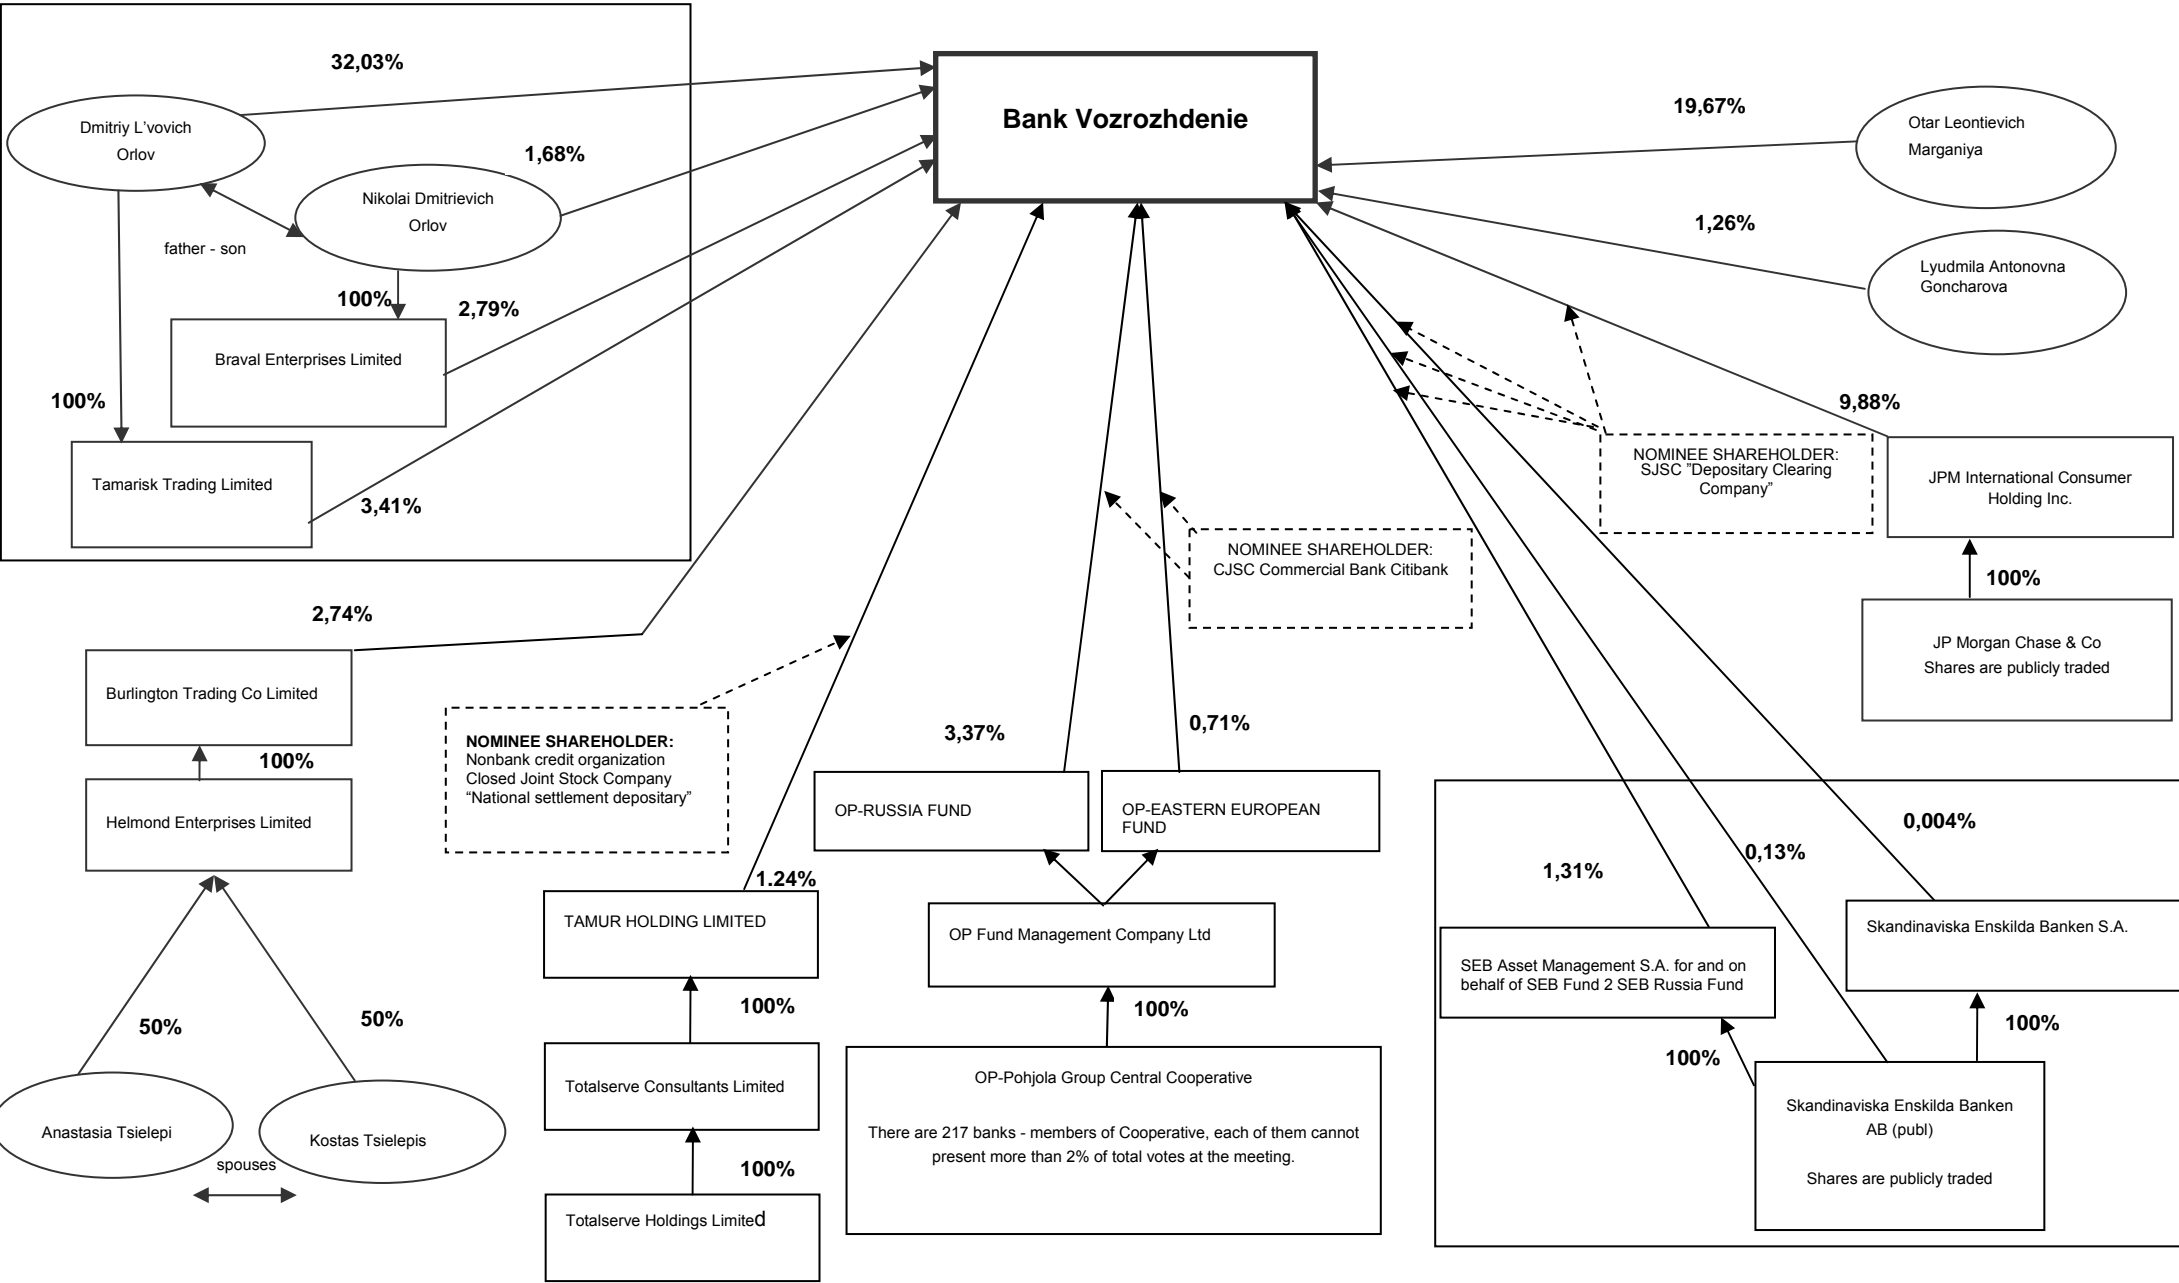 32,03%
Bank Vozrozhdenie
19,67%
Otar Leontievich
Marganiya
Dmitriy L'vovich
Orlov
1,68%
Nikolai Dmitrievich
Orlov
father - son
1,26%
Lyudmila Antonovna
Goncharova
100%
2,79%
Braval Enterprises Limited
100%
Tamarisk Trading Limited
3,41%
9,88%
NOMINEE SHAREHOLDER:
SJSC ”Depositary Clearing
Company”
JPM International Consumer
Holding Inc.
NOMINEE SHAREHOLDER:
CJSC Commercial Bank Citibank
100%
JP Morgan Chase & Co
Shares are publicly traded
2,74%
Burlington Trading Co Limited
100%
Helmond Enterprises Limited
NOMINEE SHAREHOLDER:
Nonbank credit organization
Closed Joint Stock Company
“National settlement depositary”
3,37%
0,71%
OP-RUSSIA FUND
OP-EASTERN EUROPEAN
FUND
0,004%
0,13%
1,31%
1.24%
TAMUR HOLDING LIMITED
OP Fund Management Company Ltd
Skandinaviska Enskilda Banken S.A.
SEB Asset Management S.A. for and on
behalf of SEB Fund 2 SEB Russia Fund
50%
50%
100%
100%
100%
100%
Anastasia Tsielepi
Kostas Tsielepis
spouses
Totalserve Consultants Limited
100%
Totalserve Holdings Limited
OP-Pohjola Group Central Cooperative
There are 217 banks - members of Cooperative, each of them cannot
present more than 2% of total votes at the meeting.
Skandinaviska Enskilda Banken
AB (publ)
Shares are publicly traded